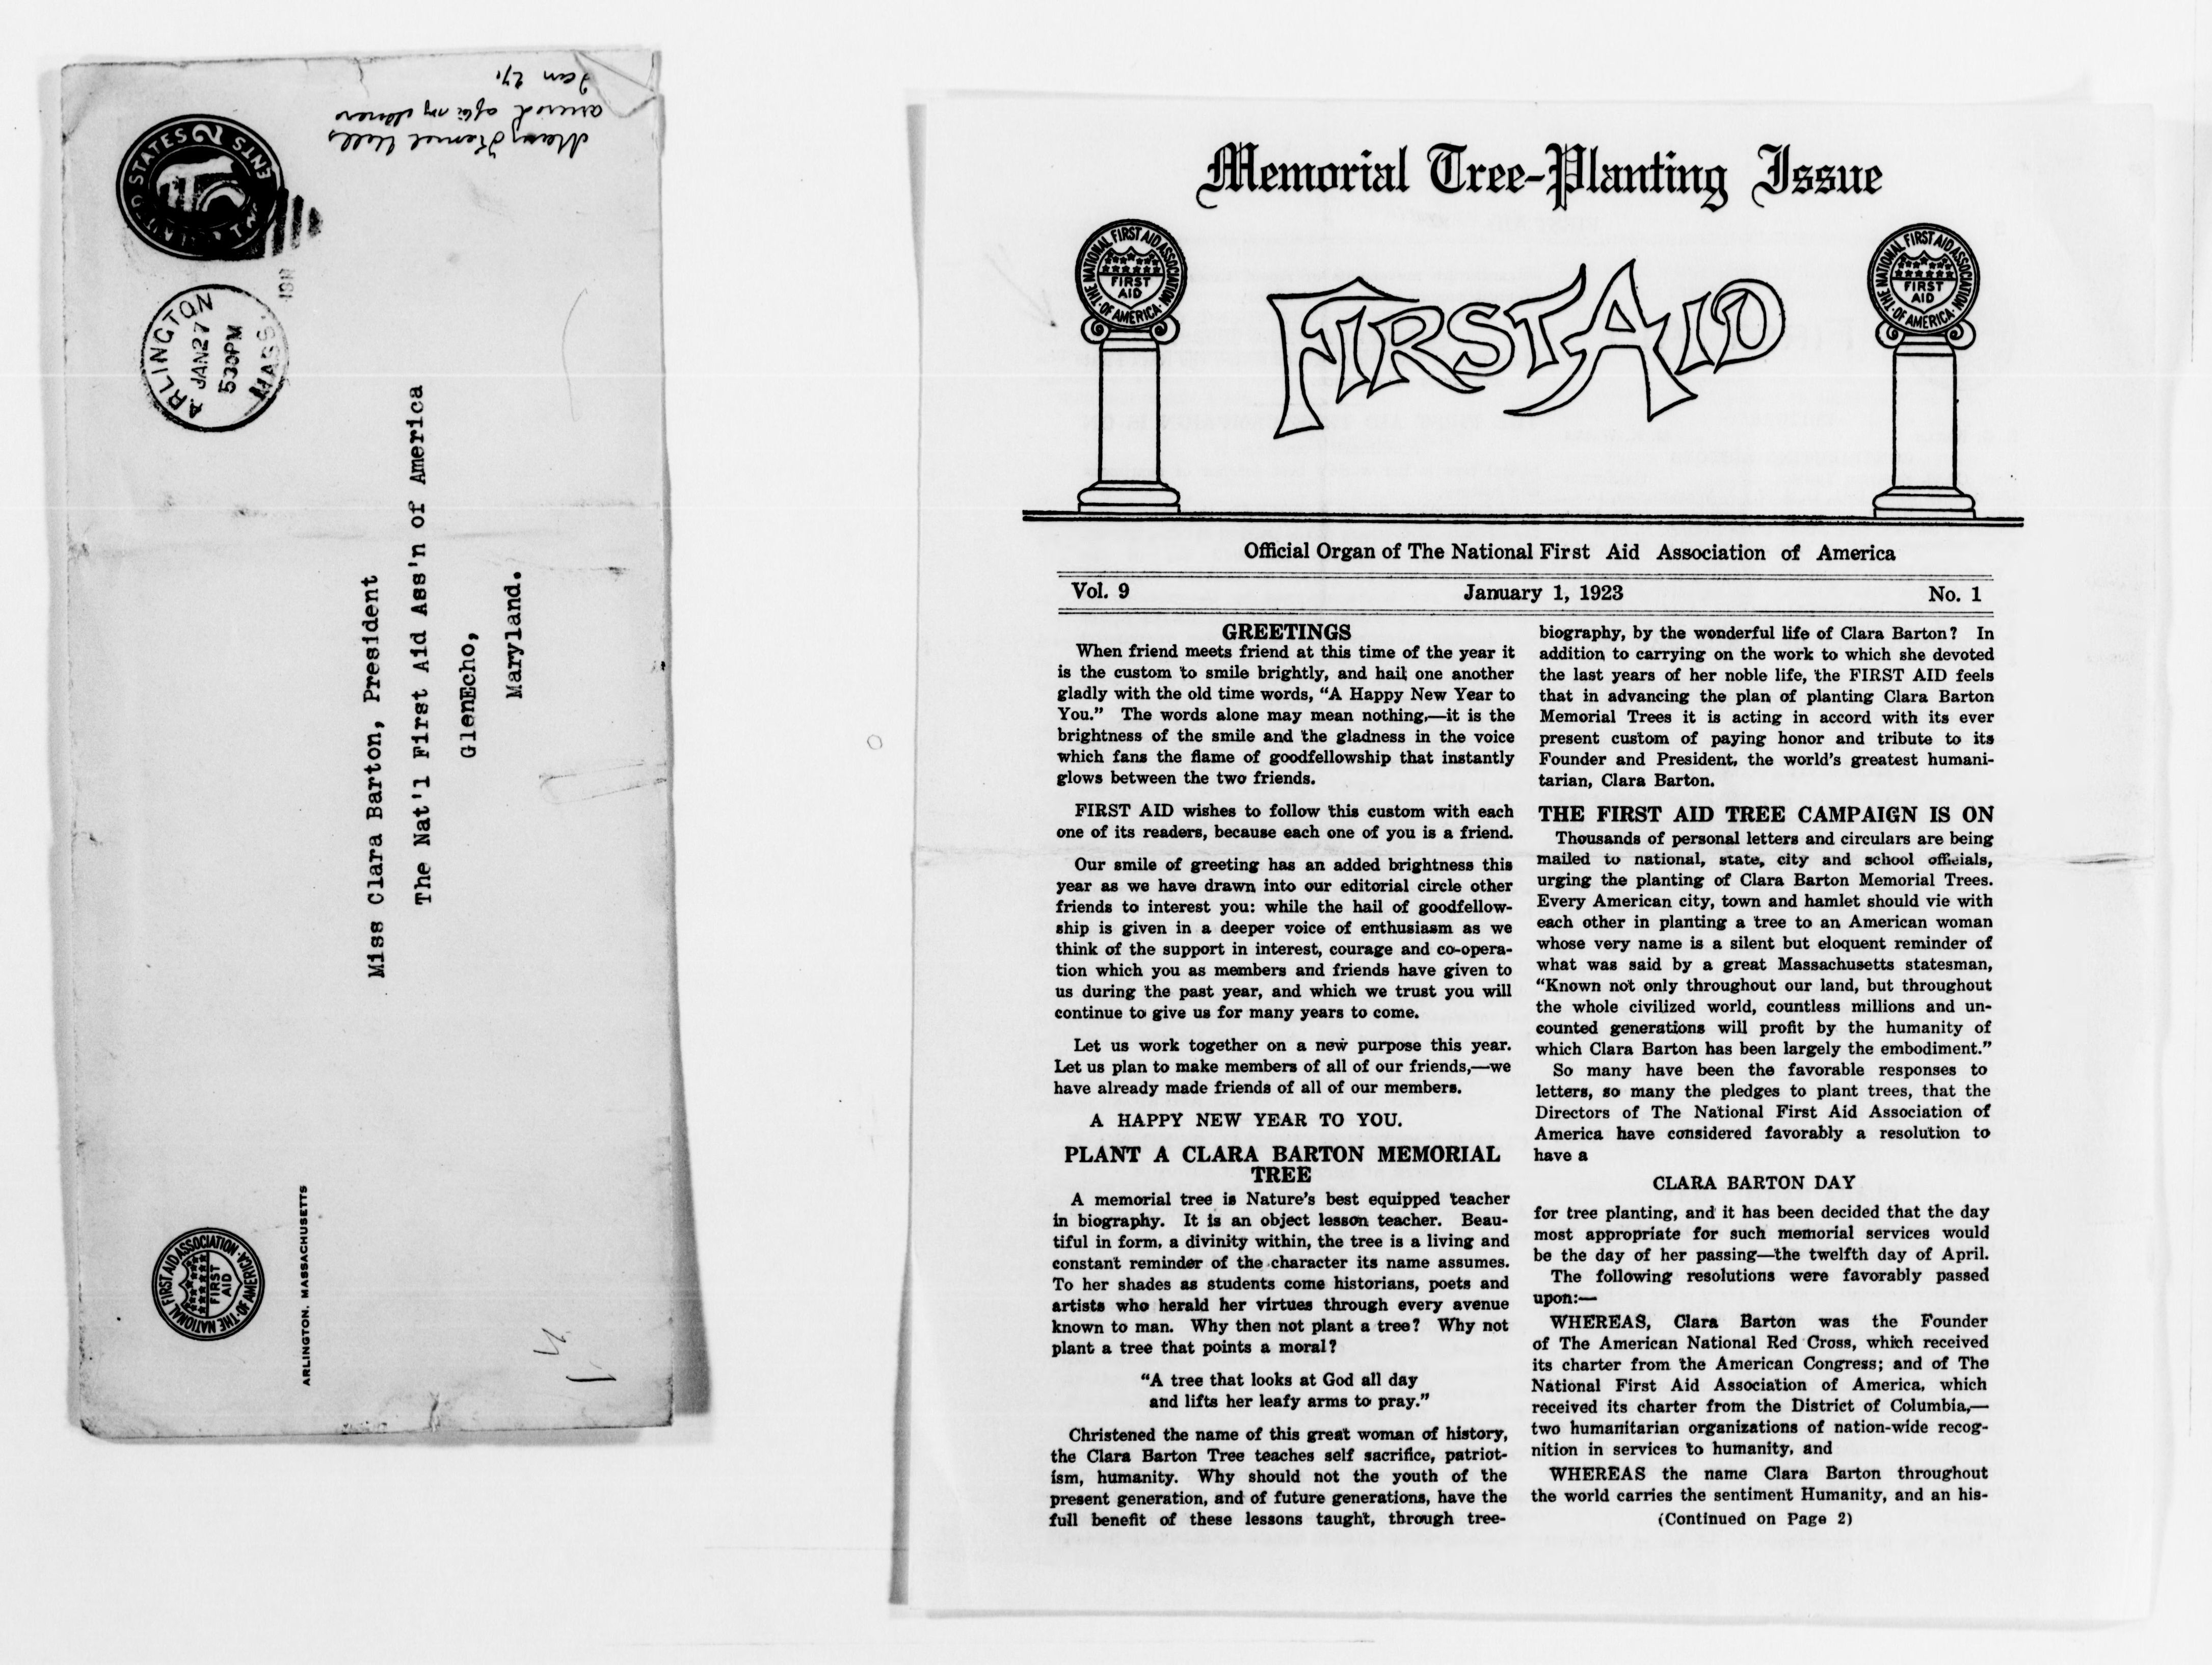 Jan 27,
UNITED STATES 2 CENTS TWO
ARLINGTON
JAN27
530PM
MASS.
Miss Clara Barton, President
The Nat'l First Aid Ass'n of America
GlenEcho,
Maryland.
THE NATIONAL FIRST AID ASSOCIATION OF AMERICA
FIRST
AID
ARLINGTON. MASSACHUSETTS
Memorial Tree-Planting Issue
THE NATIONAL FIRST AID ASSOCIATION OF AMERICA
FIRST
AID
FIRST AID
THE NATIONAL FIRST AID ASSOCIATION OF AMERICA
FIRST
AID
Official Organ of The National First Aid Association of America
Vol. 9 January 1, 1923 No. 1
GREETINGS
When friend meets friend at this time of the year it
is the custom to smile brightly, and hail one another
gladly with the old time words, “A Happy New Year to
You.” The words alone may mean nothing,—it is the
brightness of the smile and the gladness in the voice
which fans the flame of goodfellowship that instantly
glows between the two friends.
FIRST AID wishes to follow this custom with each
one of its readers, because each one of you is a friend.
Our smile of greeting has an added brightness this
year as we have drawn into our editorial circle other
friends to interest you: while the hail of goodfellow-
ship is given in a deeper voice of enthusiasm as we
think of the support in interest, courage and co-opera-
tion which you as members and friends have given to
us during the past year, and which we trust you will
continue to give us for many years to come.
Let us work together on a new purpose this year.
Let us plan to make members of all of our friends,—we
have already made friends of all of our members.
A HAPPY NEW YEAR TO YOU.
PLANT A CLARA BARTON MEMORIAL
TREE
A memorial tree is Nature's best equipped teacher
in biography. It is an object lesson teacher. Beau-
tiful in form, a divinity within, the tree is a living and
constant reminder of the character its name assumes.
To her shades as students come historians, poets and
artists who herald her virtues through every avenue
known to man. Why then not plant a tree? Why not
plant a tree that points a moral?
“A tree that looks at God all day
and lifts her leafy arms to pray.”
Christened the name of this great woman of history,
the Clara Barton Tree teaches self sacrifice, patriot-
ism, humanity. Why should not the youth of the
present generation, and of future generations, have the
full benefit of these lessons taught, through tree-
biography, by the wonderful life of Clara Barton? In
addition to carrying on the work to which she devoted
the last years of her noble life, the FIRST AID feels
that in advancing the plan of planting Clara Barton
Memorial Trees it is acting in accord with its ever
present custom of paying honor and tribute to its
Founder and President, the world's greatest humani-
tarian, Clara Barton.
THE FIRST AID TREE CAMPAIGN IS ON
Thousands of personal letters and circulars are being
mailed to national, state, city and school officials,
urging the planting of Clara Barton Memorial Trees.
Every American city, town and hamlet should vie with
each other in planting a tree to an American woman
whose very name is a silent but eloquent reminder of
what was said by a great Massachusetts statesman,
“Known not only throughout our land, but throughout
the whole civilized world, countless millions and un-
counted generations will profit by the humanity of
which Clara Barton has been largely the embodiment.”
So many have been the favorable responses to
letters, so many the pledges to plant trees, that the
Directors of The National First Aid Association of
America have considered favorably a resolution to
have a
CLARA BARTON DAY
for tree planting, and it has been decided that the day
most appropriate for such memorial services would
be the day of her passing—the twelfth day of April.
The following resolutions were favorably passed
upon:—
WHEREAS, Clara Barton was the Founder
of The American National Red Cross, which received
its charter from the American Congress; and of The
National First Aid Association of America, which
received its charter from the District of Columbia,—
two humanitarian organizations of nation-wide recog-
nition in services to humanity, and
WHEREAS the name Clara Barton throughout
the world carries the sentiment Humanity, and an his-
(Continued on Page 2)